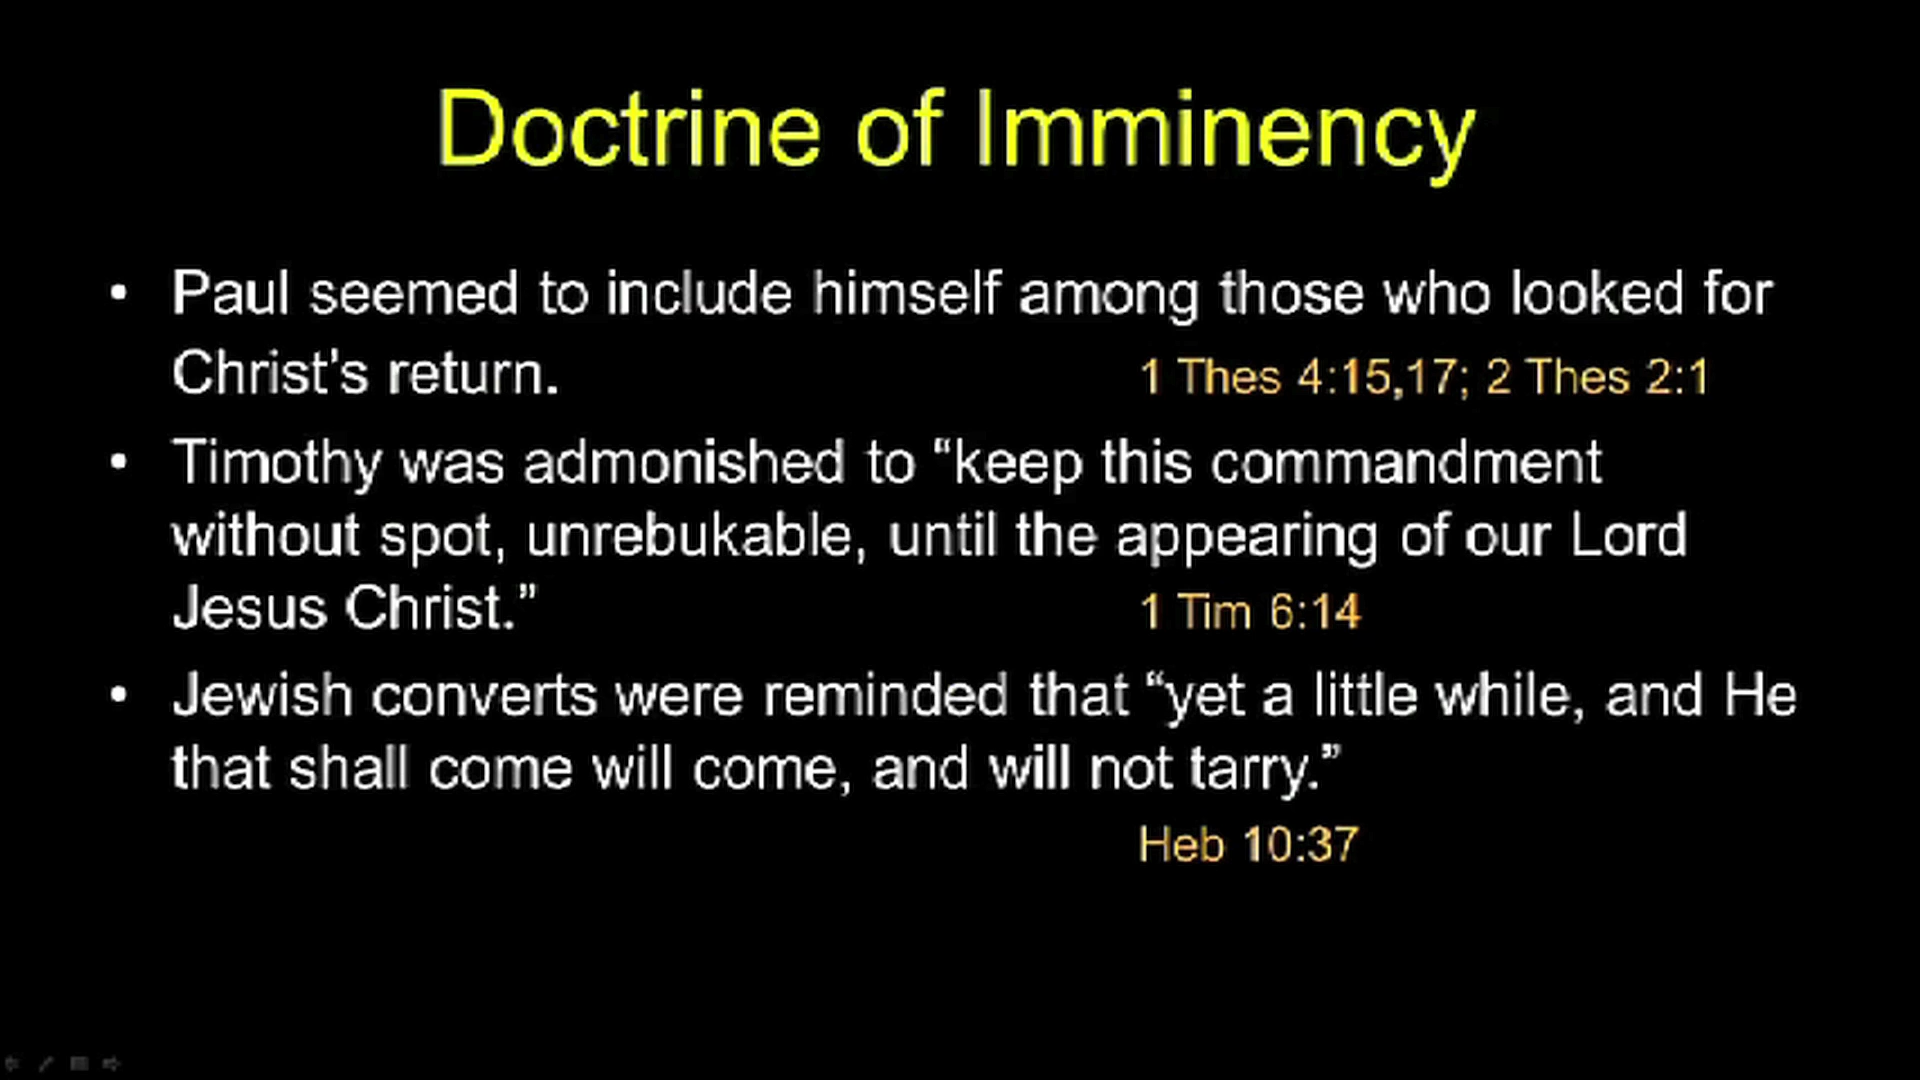 Doctrine of Imminency
• Paul seemed to include himself among those who looked for
Christ's return. 1 Thes 4:15,17; 2 Thes 2:1
• Timothy was admonished to “keep this commandment
without spot, unrebukable, until the appearing of our Lord
Jesus Christ.” 1 Tim 6:14
• Jewish converts were reminded that “yet a little while, and He
that shall come will come, and will not tarry.”
Heb 10:37